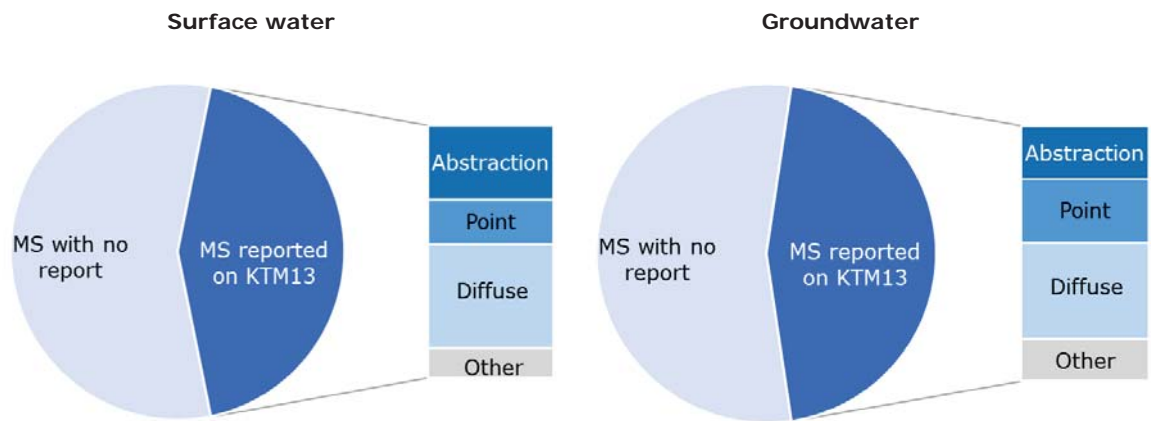 Surface water
Groundwater
MS with no
report
MS reported
on KTM13
Abstraction
Point
Diffuse
Other
MS with no
report
MS reported
on KTM13
Abstraction
Point
Diffuse
Other